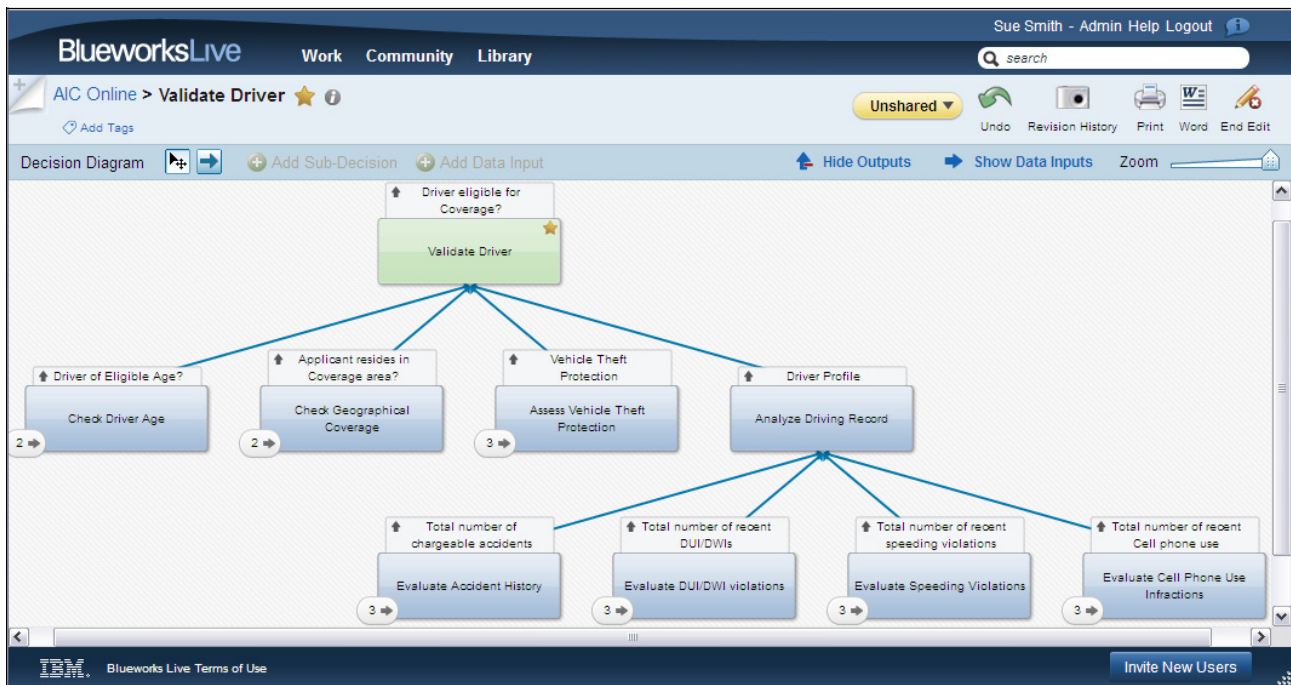 Sue Smith - Admin Help Logout
BlueworksLive
Work Community Library
search
AIC Online > Validate Driver
Unshared
Add Tags
Undo Revision History Print Word End Edit
Decision Diagram
Add Sub-Decision
Add Data Input
Hide Outputs
Show Data Inputs
Zoom
Driver eligible for
Coverage?
Validate Driver
Driver of Eligible Age?
Check Driver Age
2
Applicant resides in
Coverage area?
Check Geographical
Coverage
2
Vehicle Theft
Protection
Assess Vehicle Theft
Protection
3
Driver Profile
Analyze Driving Record
Total number of
chargeable accidents
Evaluate Accident History
3
Total number of recent
DUI/DWIs
Evaluate DUI/DWI violations
3
Total number of recent
speeding violations
Evaluate Speeding Violations
3
Total number of recent
Cell phone use
Evaluate Cell Phone Use
Infractions
3
IBM.
Blueworks Live Terms of Use
Invite New Users